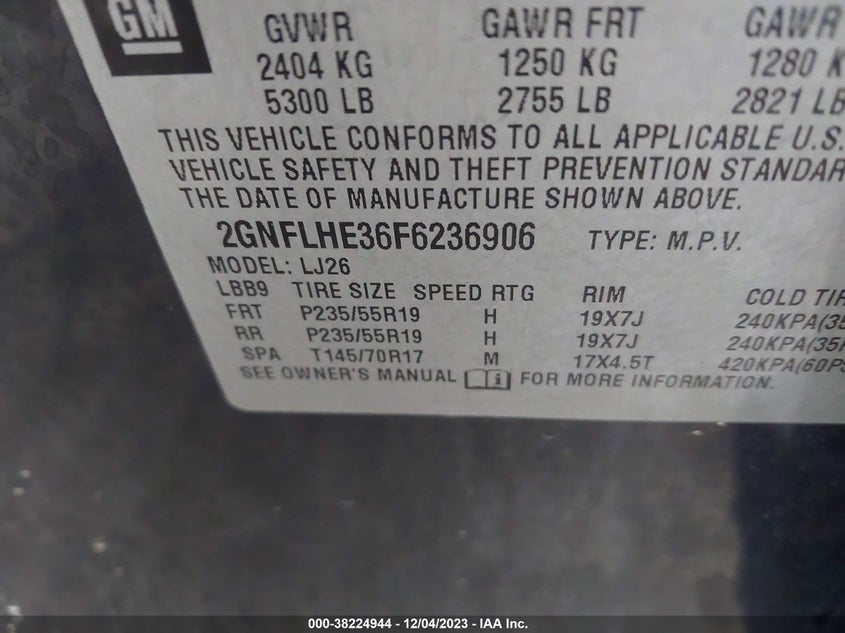 GM
GVWR GAWR FRT GAWR
2404 KG 1250 KG 1280 K
5300 LB 2755 LB 2821 LB
THIS VEHICLE CONFORMS TO ALL APPLICABLE U.S.
VEHICLE SAFETY AND THEFT PREVENTION STANDAR
THE DATE OF MANUFACTURE SHOWN ABOVE.
2GNFLHE36F6236906 TYPE: M.P.V.
MODEL: LJ26
LBB9 TIRE SIZE SPEED RTG RIM COLD TIR
FRT P235/55R19 H 19X7J 240KPA(35
RR P235/55R19 H 19X7J 240KPA(35
SPA T145/70R17 M 17X4.5T 420KPA(60PS
SEE OWNER'S MANUAL FOR MORE INFORMATION.
000-38224944 - 12/04/2023 - IAA Inc.